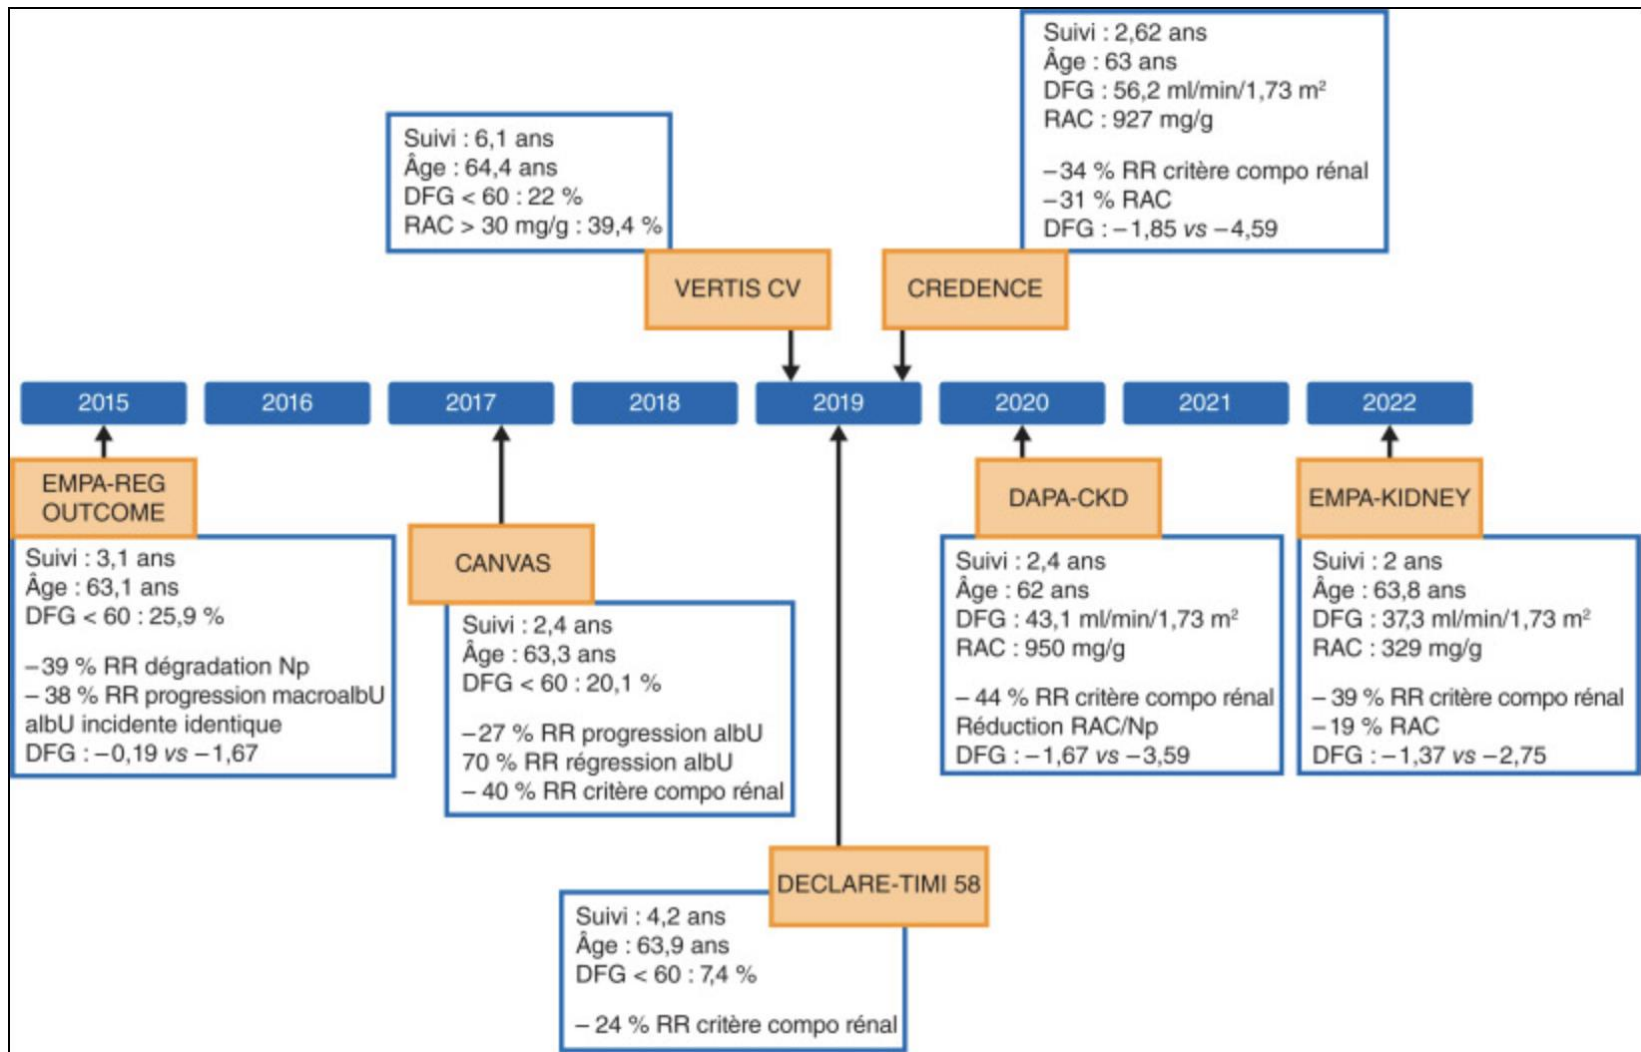 Suivi : 6,1 ans
Âge : 64,4 ans
DFG < 60 : 22 %
RAC > 30 mg/g : 39,4 %
VERTIS CV
Suivi : 2,62 ans
Âge : 63 ans
DFG : 56,2 ml/min/1,73 m²
RAC : 927 mg/g
–34 % RR critère compo rénal
–31 % RAC
DFG : –1,85 vs –4,59
CREDENCE
2015
2016
2017
2018
2019
2020
2021
2022
EMPA-REG
OUTCOME
Suivi : 3,1 ans
Âge : 63,1 ans
DFG < 60 : 25,9 %
–39 % RR dégradation Np
– 38 % RR progression macroalbU
albU incidente identique
DFG : –0,19 vs –1,67
CANVAS
Suivi : 2,4 ans
Âge : 63,3 ans
DFG < 60 : 20,1 %
–27 % RR progression albU
70 % RR régression albU
– 40 % RR critère compo rénal
DECLARE-TIMI 58
Suivi : 4,2 ans
Âge : 63,9 ans
DFG < 60 : 7,4 %
– 24 % RR critère compo rénal
DAPA-CKD
Suivi : 2,4 ans
Âge : 62 ans
DFG : 43,1 ml/min/1,73 m²
RAC : 950 mg/g
– 44 % RR critère compo rénal
Réduction RAC/Np
DFG : –1,67 vs –3,59
EMPA-KIDNEY
Suivi : 2 ans
Âge : 63,8 ans
DFG : 37,3 ml/min/1,73 m²
RAC : 329 mg/g
– 39 % RR critère compo rénal
–19 % RAC
DFG : –1,37 vs –2,75